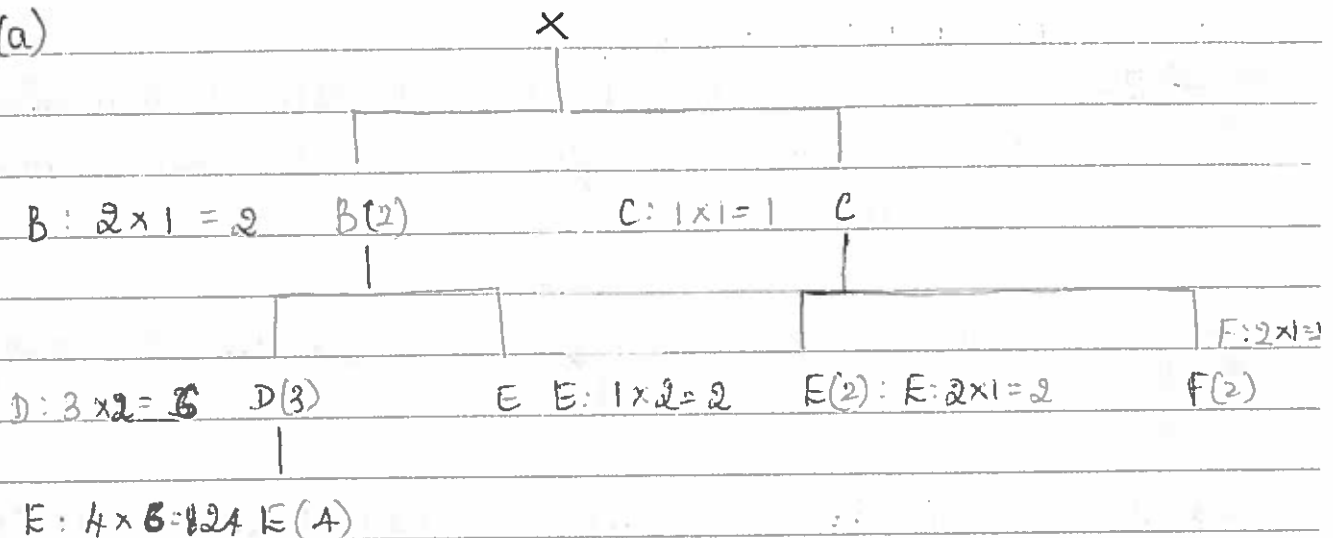 (a)
X
B: 2 x 1 = 2 B(2) C: 1 x 1 = 1 C
F: 2 x 1 =
D: 3 x 2 = 6 D(3) E E: 1 x 2 = 2 E(2): E: 2 x 1 = 2 F(2)
E: 4 x 6 = 24 E(4)